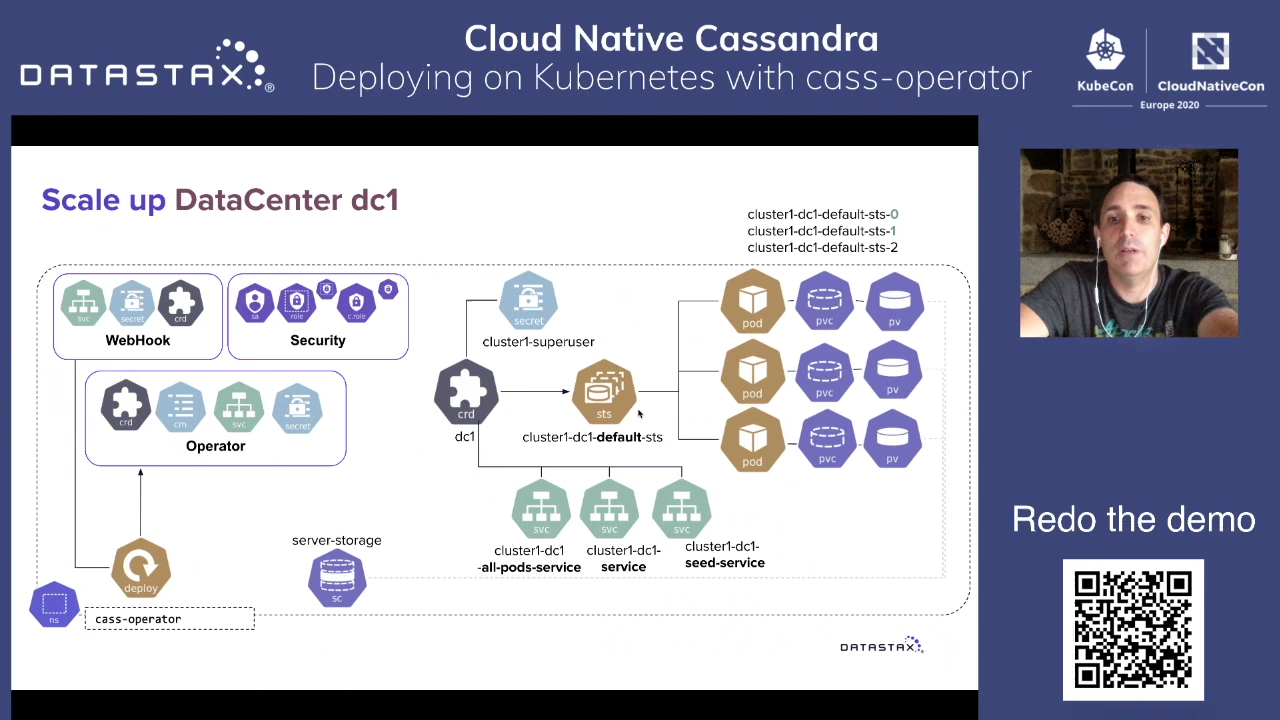 DATASTAX®
Cloud Native Cassandra
Deploying on Kubernetes with cass-operator
KubeCon
CloudNativeCon
Europe 2020
Scale up DataCenter dc1
cluster1-dc1-default-sts-0
cluster1-dc1-default-sts-1
cluster1-dc1-default-sts-2
svc
secret
crd
WebHook
sa
role
c.role
Security
crd
cm
svc
secret
Operator
secret
cluster1-superuser
crd
dc1
sts
cluster1-dc1-default-sts
pod
pvc
pv
pod
pvc
pv
pod
pvc
pv
svc
svc
svc
cluster1-dc1
-all-pods-service
cluster1-dc1-
service
cluster1-dc1-
seed-service
server-storage
sc
deploy
ns
cass-operator
DATASTAX
Redo the demo